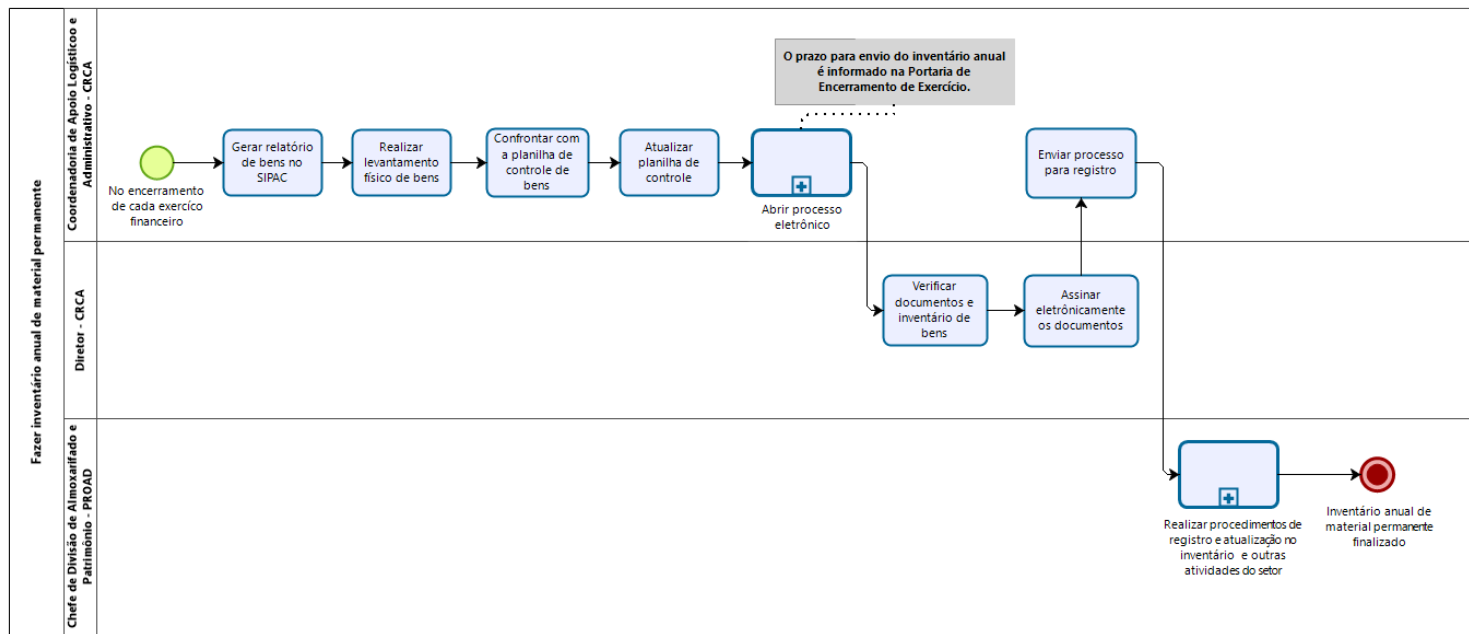 Fazer inventário anual de material permanente
Coordenadoria de Apoio Logísticoo e
Administrativo - CRCA
No encerramento
de cada exercíco
financeiro
Gerar relatório
de bens no
SIPAC
Realizar
levantamento
físico de bens
Confrontar com
a planilha de
controle de
bens
Atualizar
planilha de
controle
Abrir processo
eletrônico
O prazo para envio do inventário anual
é informado na Portaria de
Encerramento de Exercício.
Enviar processo
para registro
Diretor - CRCA
Verificar
documentos e
inventário de
bens
Assinar
eletrônicamente
os documentos
Chefe de Divisão de Almoxarifado e
Patrimônio - PROAD
Realizar procedimentos de
registro e atualização no
inventário e outras
atividades do setor
Inventário anual de
material permanente
finalizado